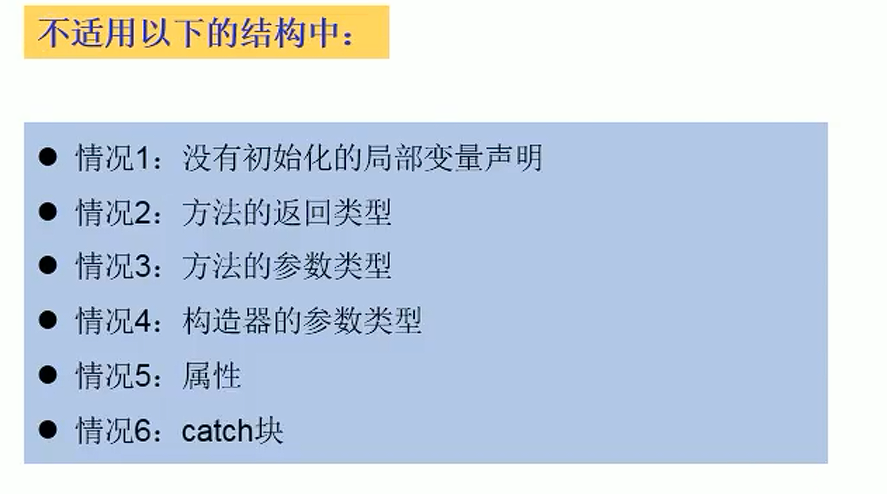 不适用以下的结构中：
● 情况1：没有初始化的局部变量声明
● 情况2：方法的返回类型
● 情况3：方法的参数类型
● 情况4：构造器的参数类型
● 情况5：属性
● 情况6：catch块